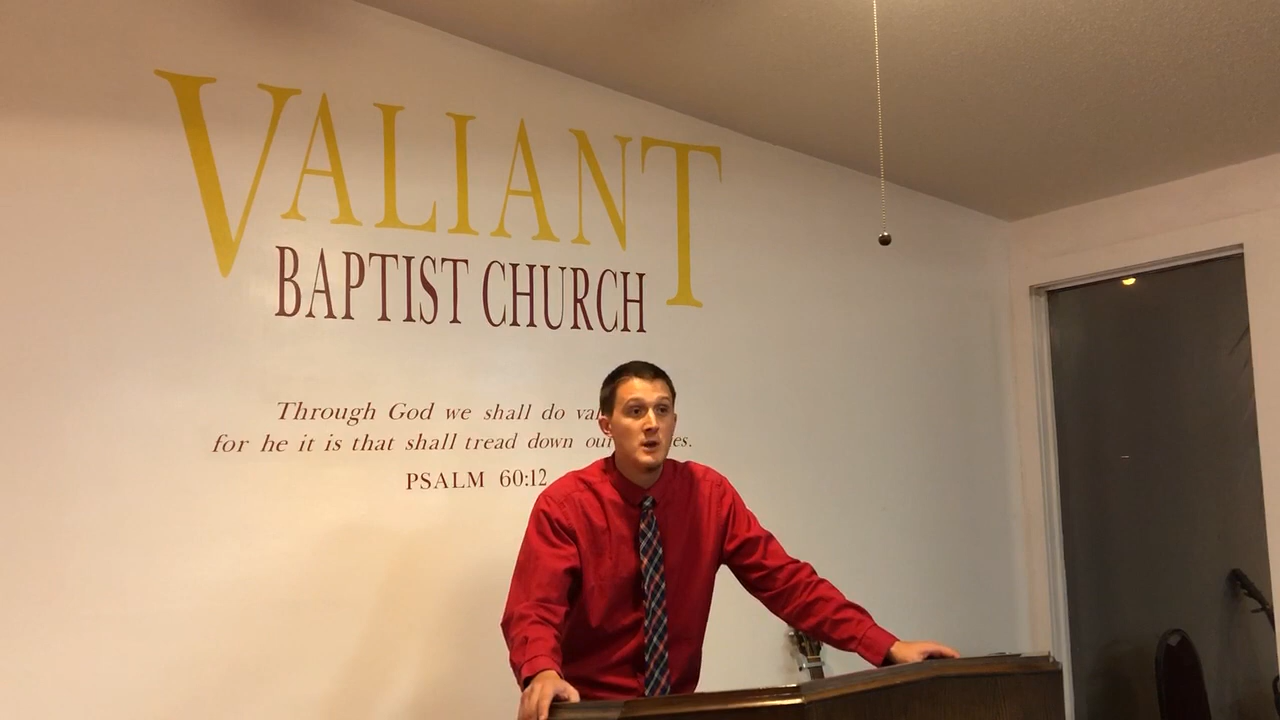 VALIANT
BAPTIST CHURCH
Through God we shall do
for he it is that shall tread down
PSALM 60:12